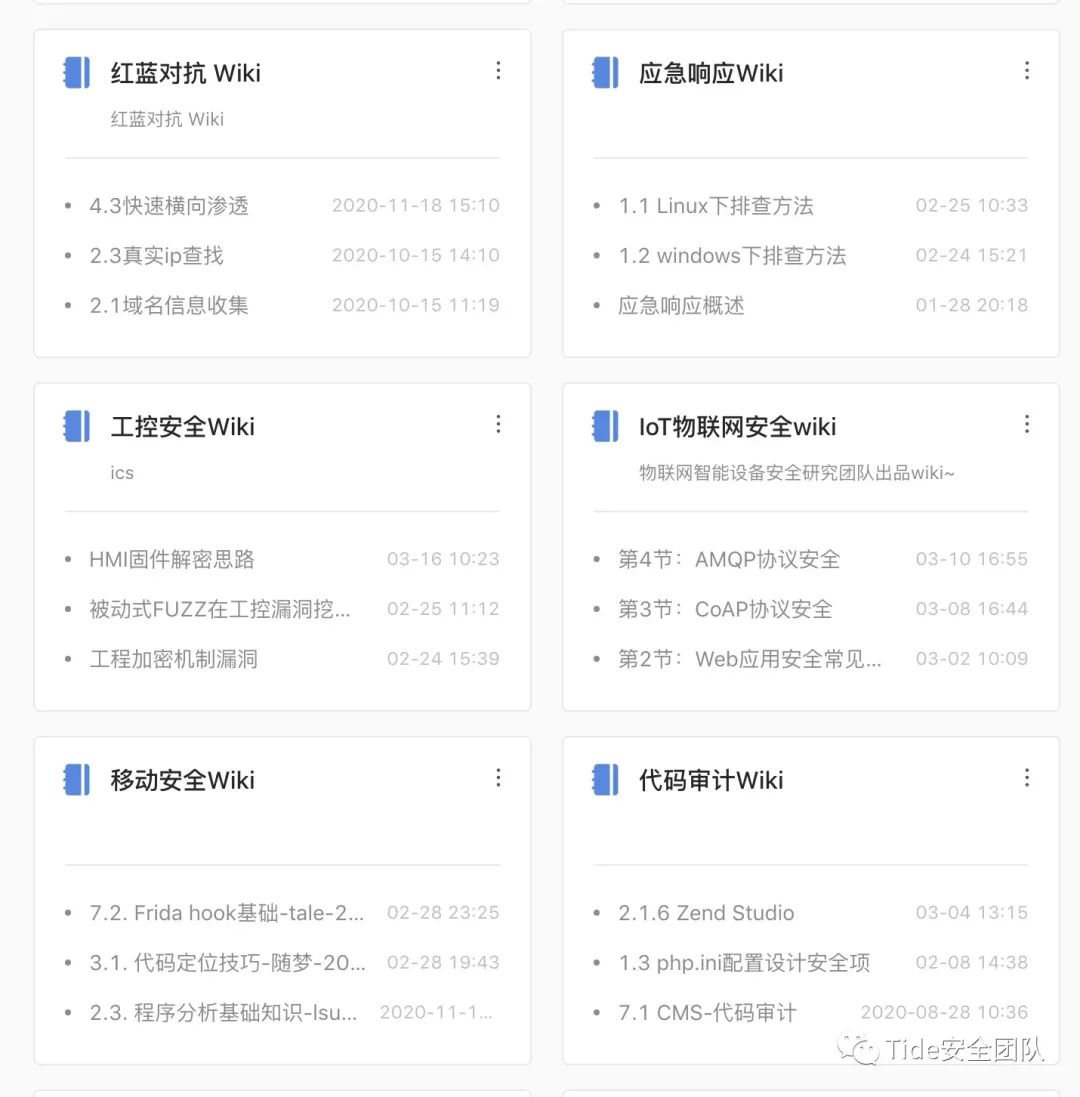 红蓝对抗 Wiki
红蓝对抗 Wiki
4.3快速横向渗透 2020-11-18 15:10
2.3真实ip查找 2020-10-15 14:10
2.1域名信息收集 2020-10-15 11:19
应急响应Wiki
1.1 Linux下排查方法 02-25 10:33
1.2 windows下排查方法 02-24 15:21
应急响应概述 01-28 20:18
工控安全Wiki
ics
HMI固件解密思路 03-16 10:23
被动式FUZZ在工控漏洞挖... 02-25 11:12
工程加密机制漏洞 02-24 15:39
IoT物联网安全wiki
物联网智能设备安全研究团队出品wiki~
第4节：AMQP协议安全 03-10 16:55
第3节：CoAP协议安全 03-08 16:44
第2节：Web应用安全常见... 03-02 10:09
移动安全Wiki
7.2. Frida hook基础-tale-2... 02-28 23:25
3.1. 代码定位技巧-随梦-20... 02-28 19:43
2.3. 程序分析基础知识-lsu... 2020-11-1...
代码审计Wiki
2.1.6 Zend Studio 03-04 13:15
1.3 php.ini配置设计安全项 02-08 14:38
7.1 CMS-代码审计 2020-08-28 10:36
Tide安全团队